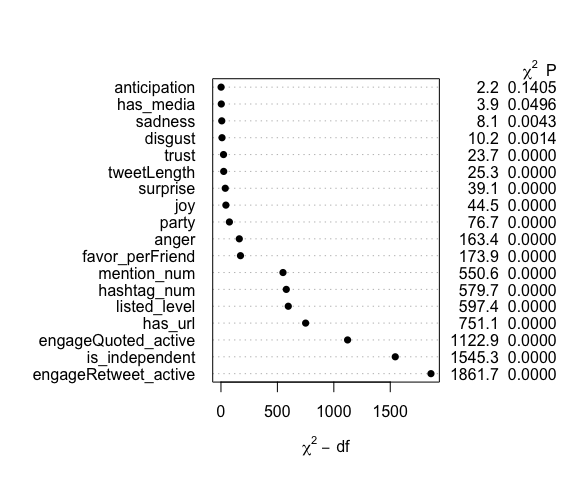 χ² P
anticipation 2.2 0.1405
has_media 3.9 0.0496
sadness 8.1 0.0043
disgust 10.2 0.0014
trust 23.7 0.0000
tweetLength 25.3 0.0000
surprise 39.1 0.0000
joy 44.5 0.0000
party 76.7 0.0000
anger 163.4 0.0000
favor_perFriend 173.9 0.0000
mention_num 550.6 0.0000
hashtag_num 579.7 0.0000
listed_level 597.4 0.0000
has_url 751.1 0.0000
engageQuoted_active 1122.9 0.0000
is_independent 1545.3 0.0000
engageRetweet_active 1861.7 0.0000
0 500 1000 1500
χ² − df